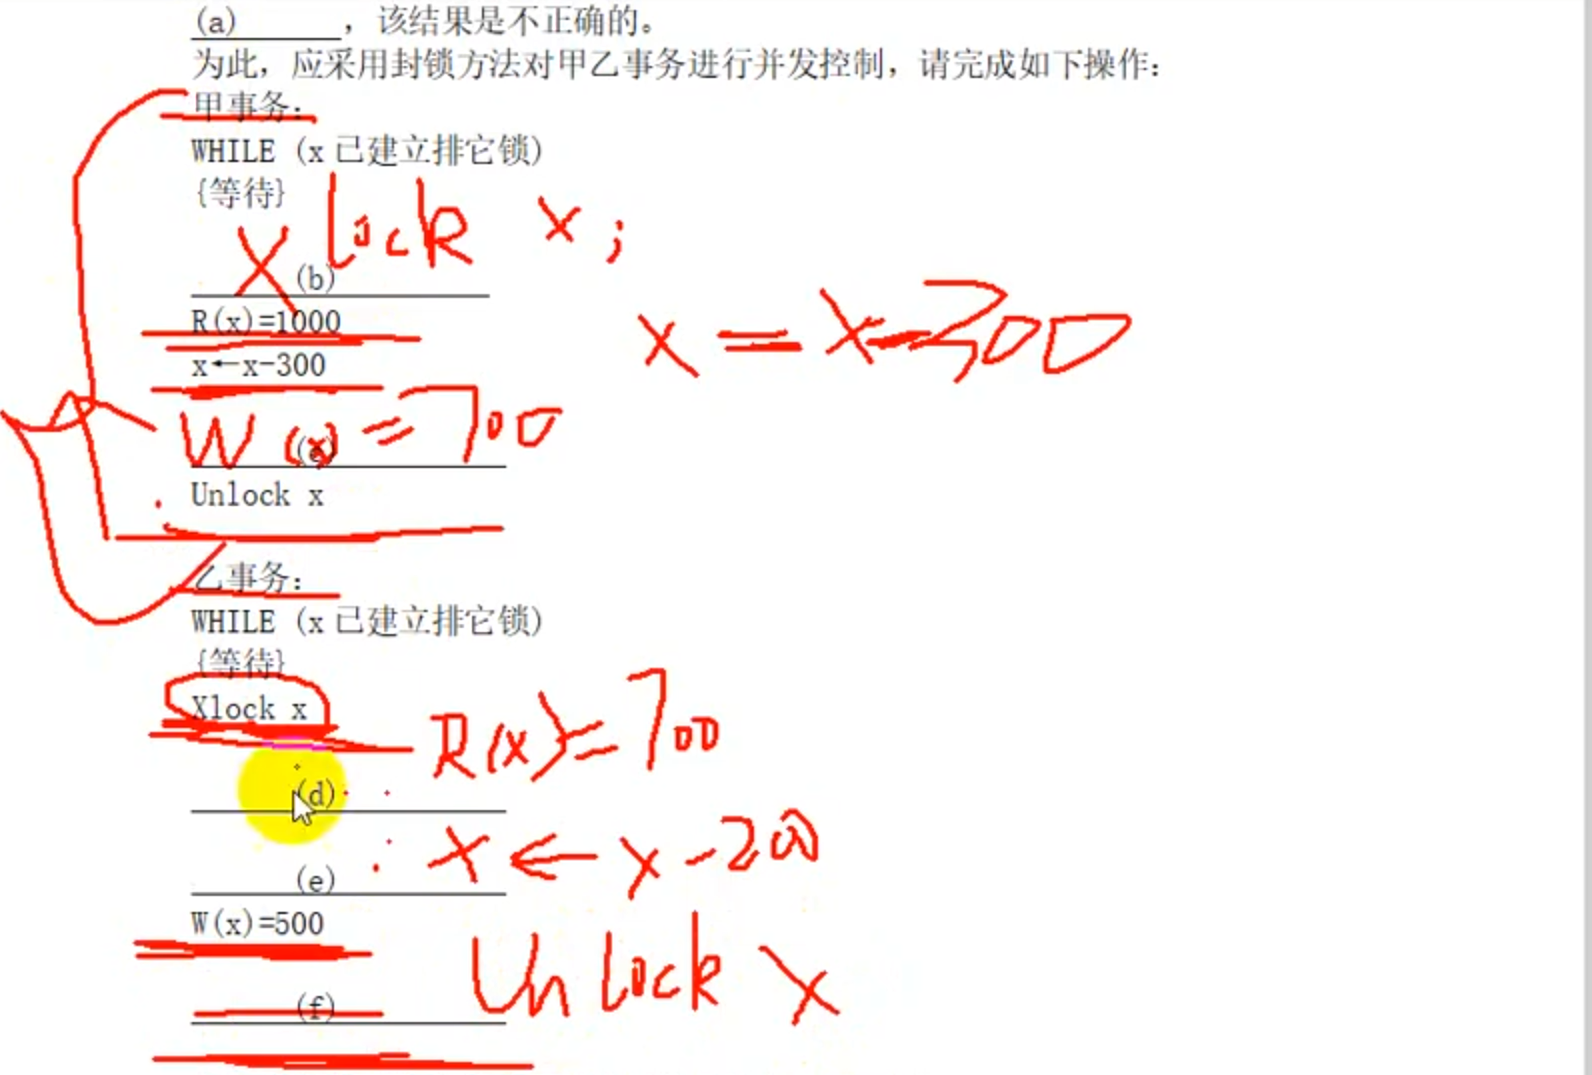 (a)，该结果是不正确的。
为此，应采用封锁方法对甲乙事务进行并发控制，请完成如下操作：
甲事务：
WHILE (x 已建立排它锁)
{等待}
X lock x;
(b)
R(x)=1000
x = x-300
x←x-300
W(x)=700
(c)
Unlock x
乙事务：
WHILE (x 已建立排它锁)
{等待}
Xlock x
R(x)=700
(d)
x ← x-200
(e)
W(x)=500
Unlock x
(f)